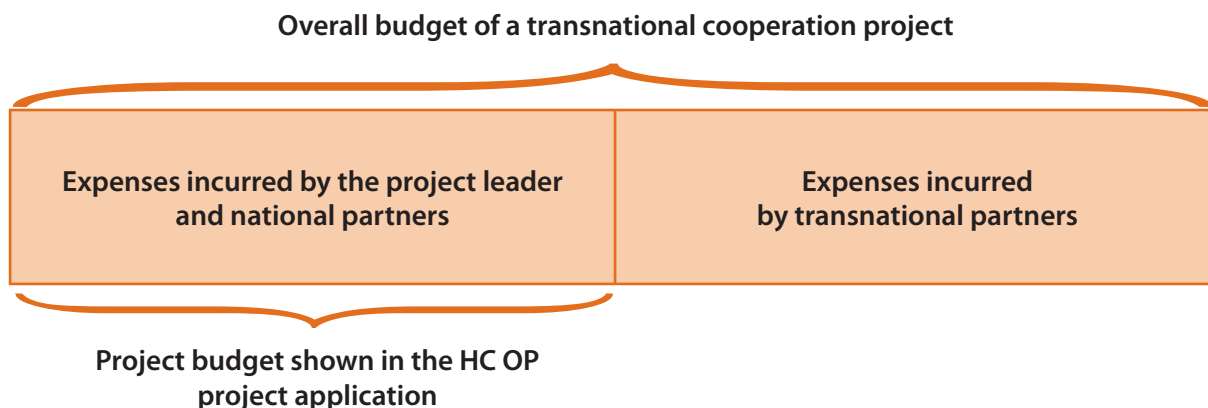 Overall budget of a transnational cooperation project
Expenses incurred by the project leader
and national partners
Expenses incurred
by transnational partners
Project budget shown in the HC OP
project application